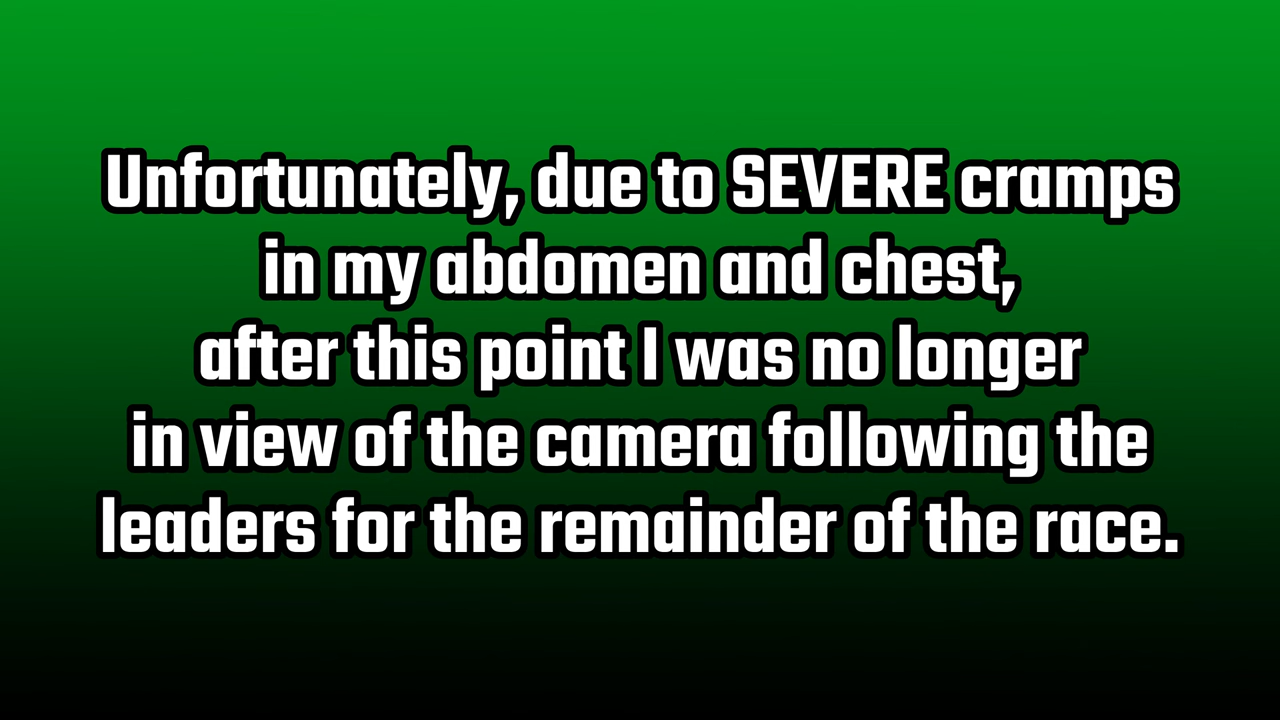 Unfortunately, due to SEVERE cramps
in my abdomen and chest,
after this point I was no longer
in view of the camera following the
leaders for the remainder of the race.